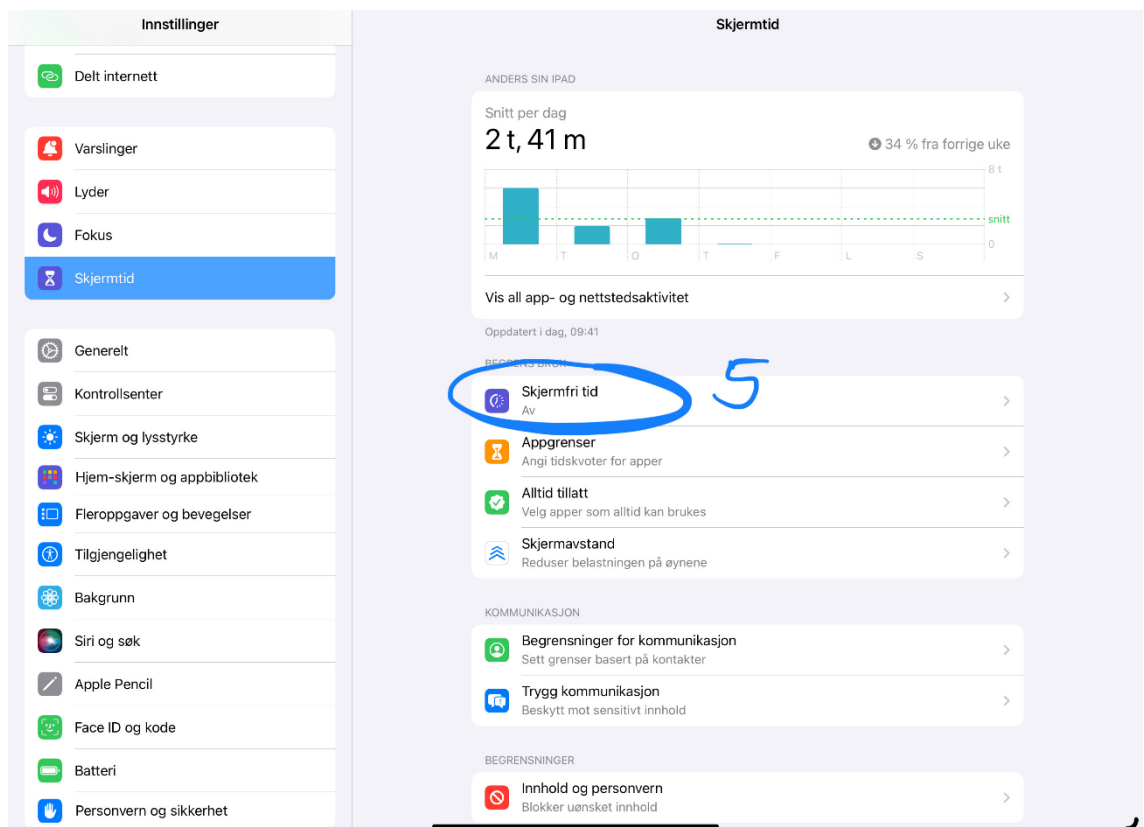 Innstillinger
Delt internett
Varslinger
Lyder
Fokus
Skjermtid
Generelt
Kontrollsenter
Skjerm og lysstyrke
Hjem-skjerm og appbibliotek
Fleroppgaver og bevegelser
Tilgjengelighet
Bakgrunn
Siri og søk
Apple Pencil
Face ID og kode
Batteri
Personvern og sikkerhet
Skjermtid
ANDERS SIN IPAD
Snitt per dag
2 t, 41 m
34 % fra forrige uke
8 t
snitt
0
M T O T F L S
Vis all app- og nettstedsaktivitet
Oppdatert i dag, 09:41
BEGRENS BRUK
Skjermfri tid
Av
5
Appgrenser
Angi tidskvoter for apper
Alltid tillatt
Velg apper som alltid kan brukes
Skjermavstand
Reduser belastningen på øynene
KOMMUNIKASJON
Begrensninger for kommunikasjon
Sett grenser basert på kontakter
Trygg kommunikasjon
Beskytt mot sensitivt innhold
BEGRENSNINGER
Innhold og personvern
Blokker uønsket innhold